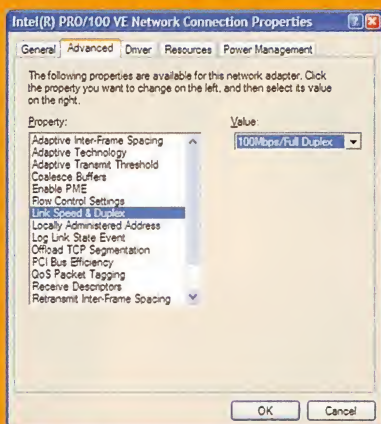 Intel(R) PRO/100 VE Network Connection Properties
General Advanced Driver Resources Power Management
The following properties are available for this network adapter. Click
the property you want to change on the left, and then select its value
on the right.
Property:
Value:
Adaptive Inter-Frame Spacing
Adaptive Technology
Adaptive Transmit Threshold
Coalesce Buffers
Enable PME
Flow Control Settings
Link Speed & Duplex
Locally Administered Address
Log Link State Event
Offload TCP Segmentation
PCI Bus Efficiency
QoS Packet Tagging
Receive Descriptors
Retransmit Inter-Frame Spacing
100Mbps/Full Duplex
OK Cancel